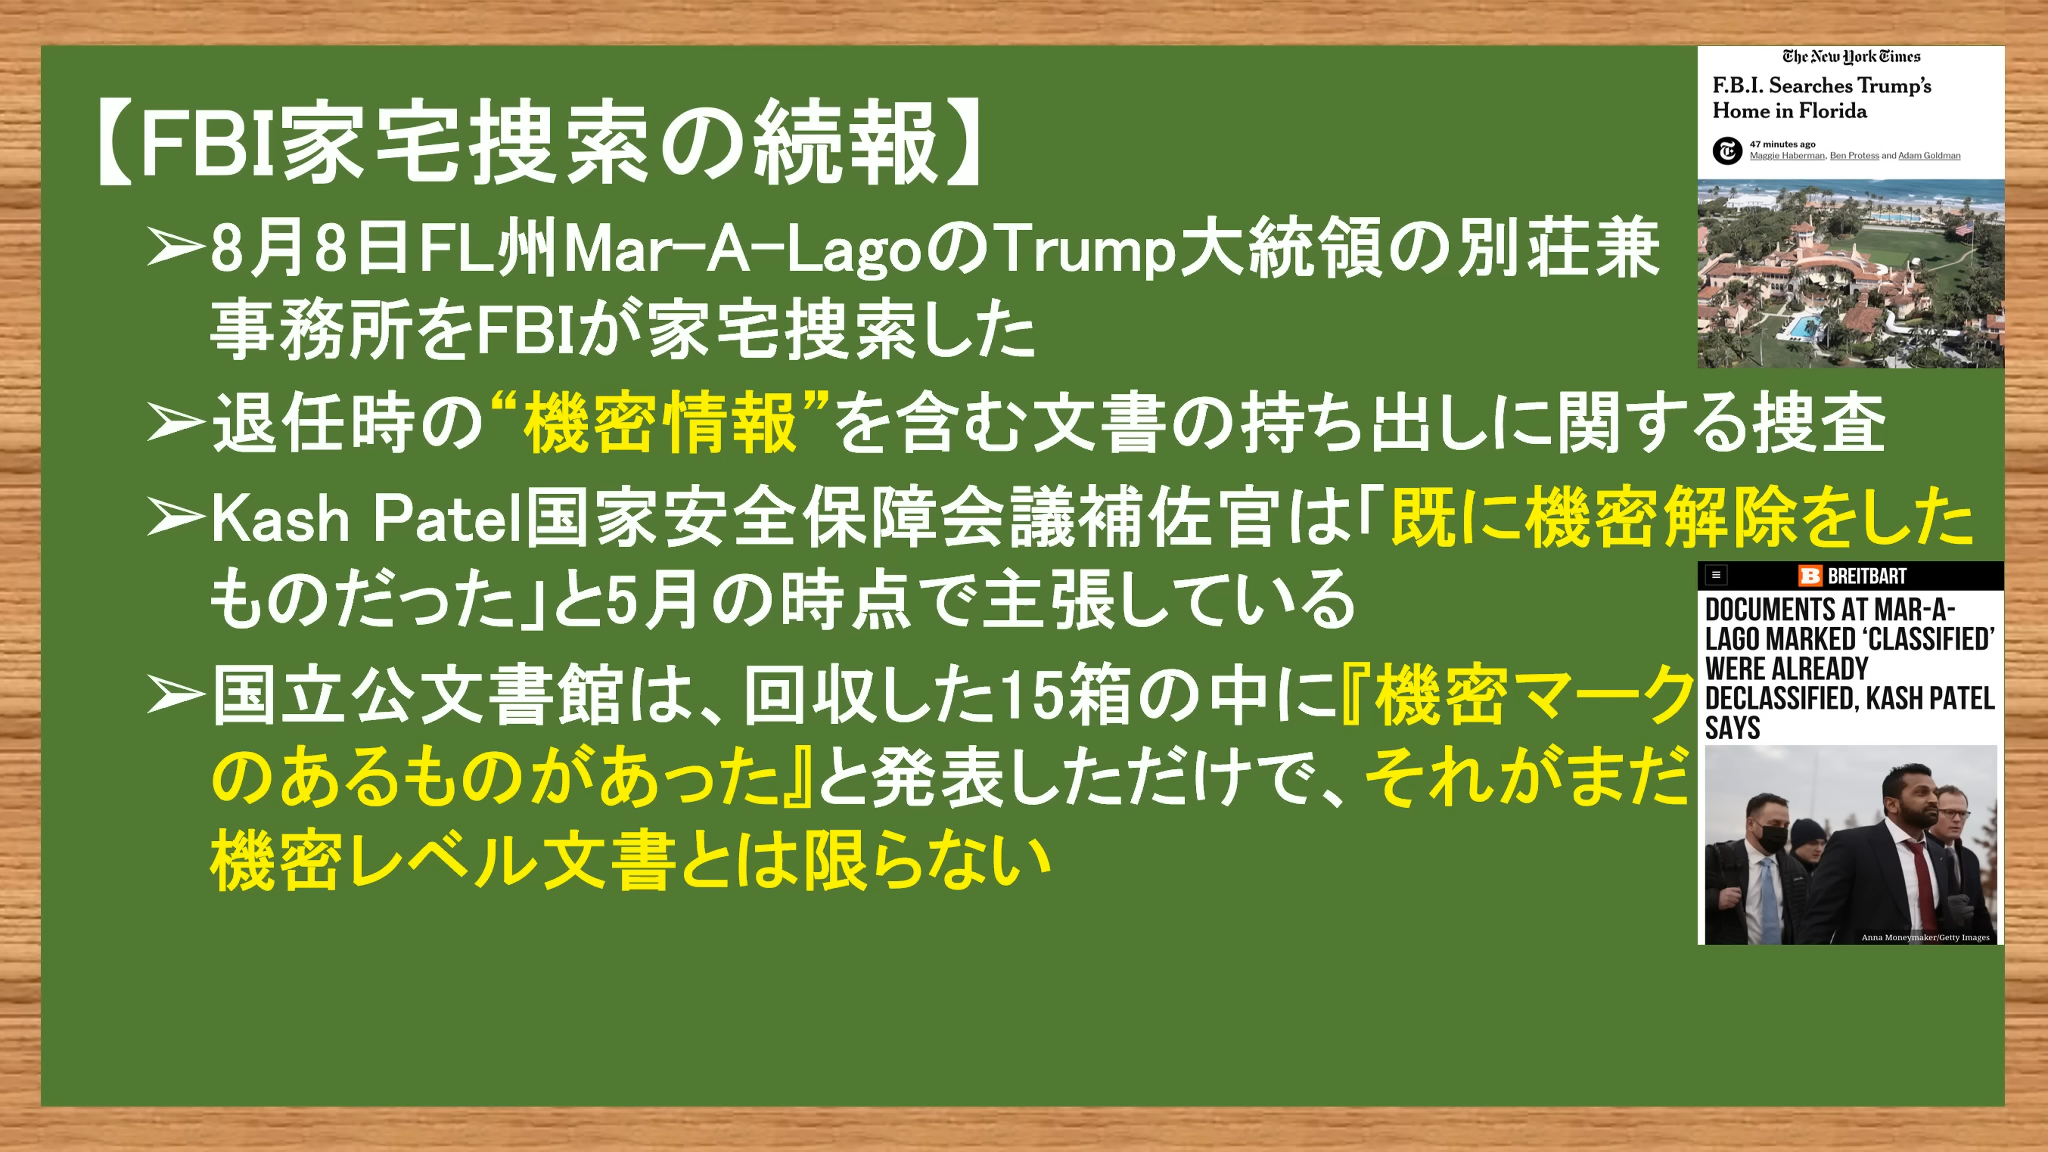 【FBI家宅捜索の続報】
➢8月8日FL州Mar-A-LagoのTrump大統領の別荘兼
事務所をFBIが家宅捜索した
➢退任時の“機密情報”を含む文書の持ち出しに関する捜査
➢Kash Patel国家安全保障会議補佐官は「既に機密解除をした
ものだった」と5月の時点で主張している
➢国立公文書館は、回収した15箱の中に『機密マーク
のあるものがあった』と発表しただけで、それがまだ
機密レベル文書とは限らない
The New York Times
F.B.I. Searches Trump's
Home in Florida
47 minutes ago
Maggie Haberman, Ben Protess and Adam Goldman
B BREITBART
DOCUMENTS AT MAR-A-
LAGO MARKED ‘CLASSIFIED’
WERE ALREADY
DECLASSIFIED, KASH PATEL
SAYS
Anna Moneymaker/Getty Images